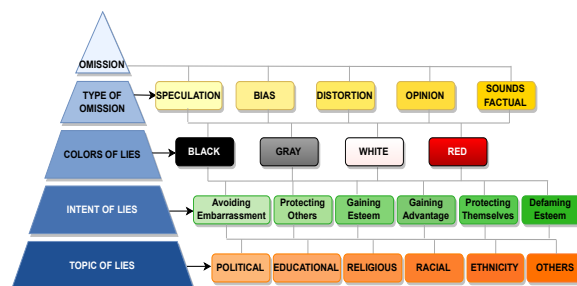 OMISSION
TYPE OF
OMISSION
SPECULATION
BIAS
DISTORTION
OPINION
SOUNDS
FACTUAL
COLORS OF LIES
BLACK
GRAY
WHITE
RED
INTENT OF LIES
Avoiding
Embarrassment
Protecting
Others
Gaining
Esteem
Gaining
Advantage
Protecting
Themselves
Defaming
Esteem
TOPIC OF LIES
POLITICAL
EDUCATIONAL
RELIGIOUS
RACIAL
ETHNICITY
OTHERS